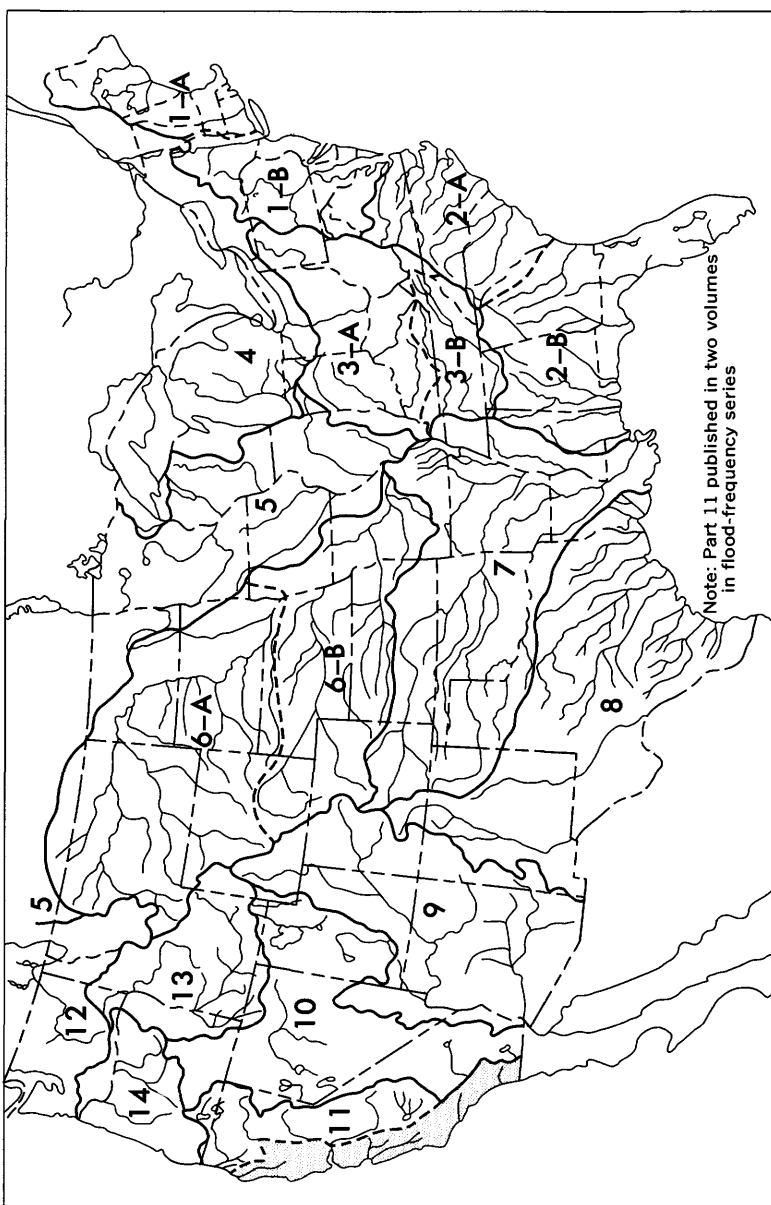 1-A
1-B
2-A
2-B
3-A
3-B
4
5
6-A
6-B
7
8
9
10
11
12
13
14
5
Note: Part 11 published in two volumes
in flood-frequency series